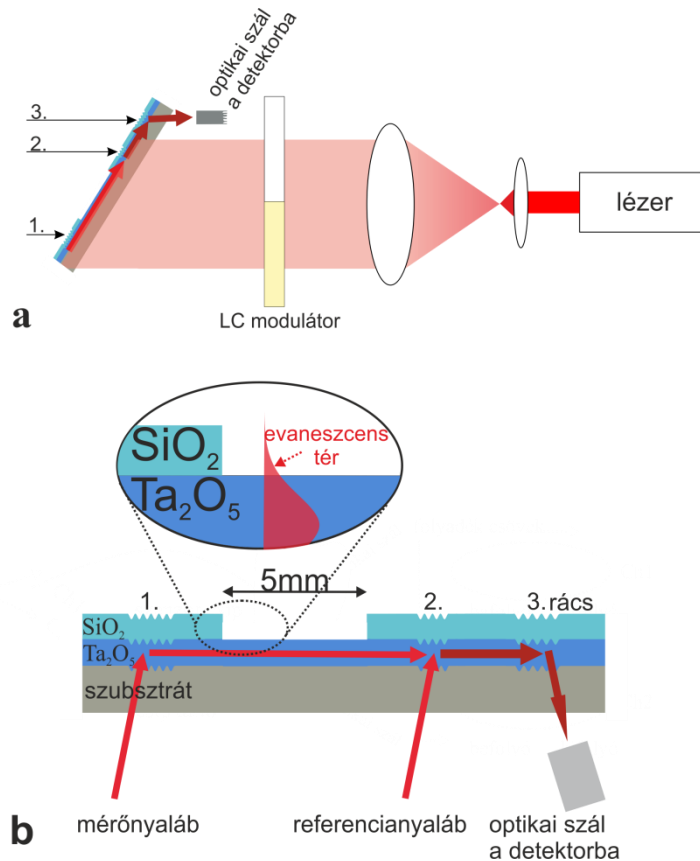 optikai szál
a detektorba
3.
2.
1.
lézer
LC modulátor
a
SiO2
evaneszcens
tér
Ta2O5
5mm
1.
2.
3. rács
SiO2
Ta2O5
szubsztrát
mérőnyaláb
referencianyaláb
optikai szál
a detektorba
b